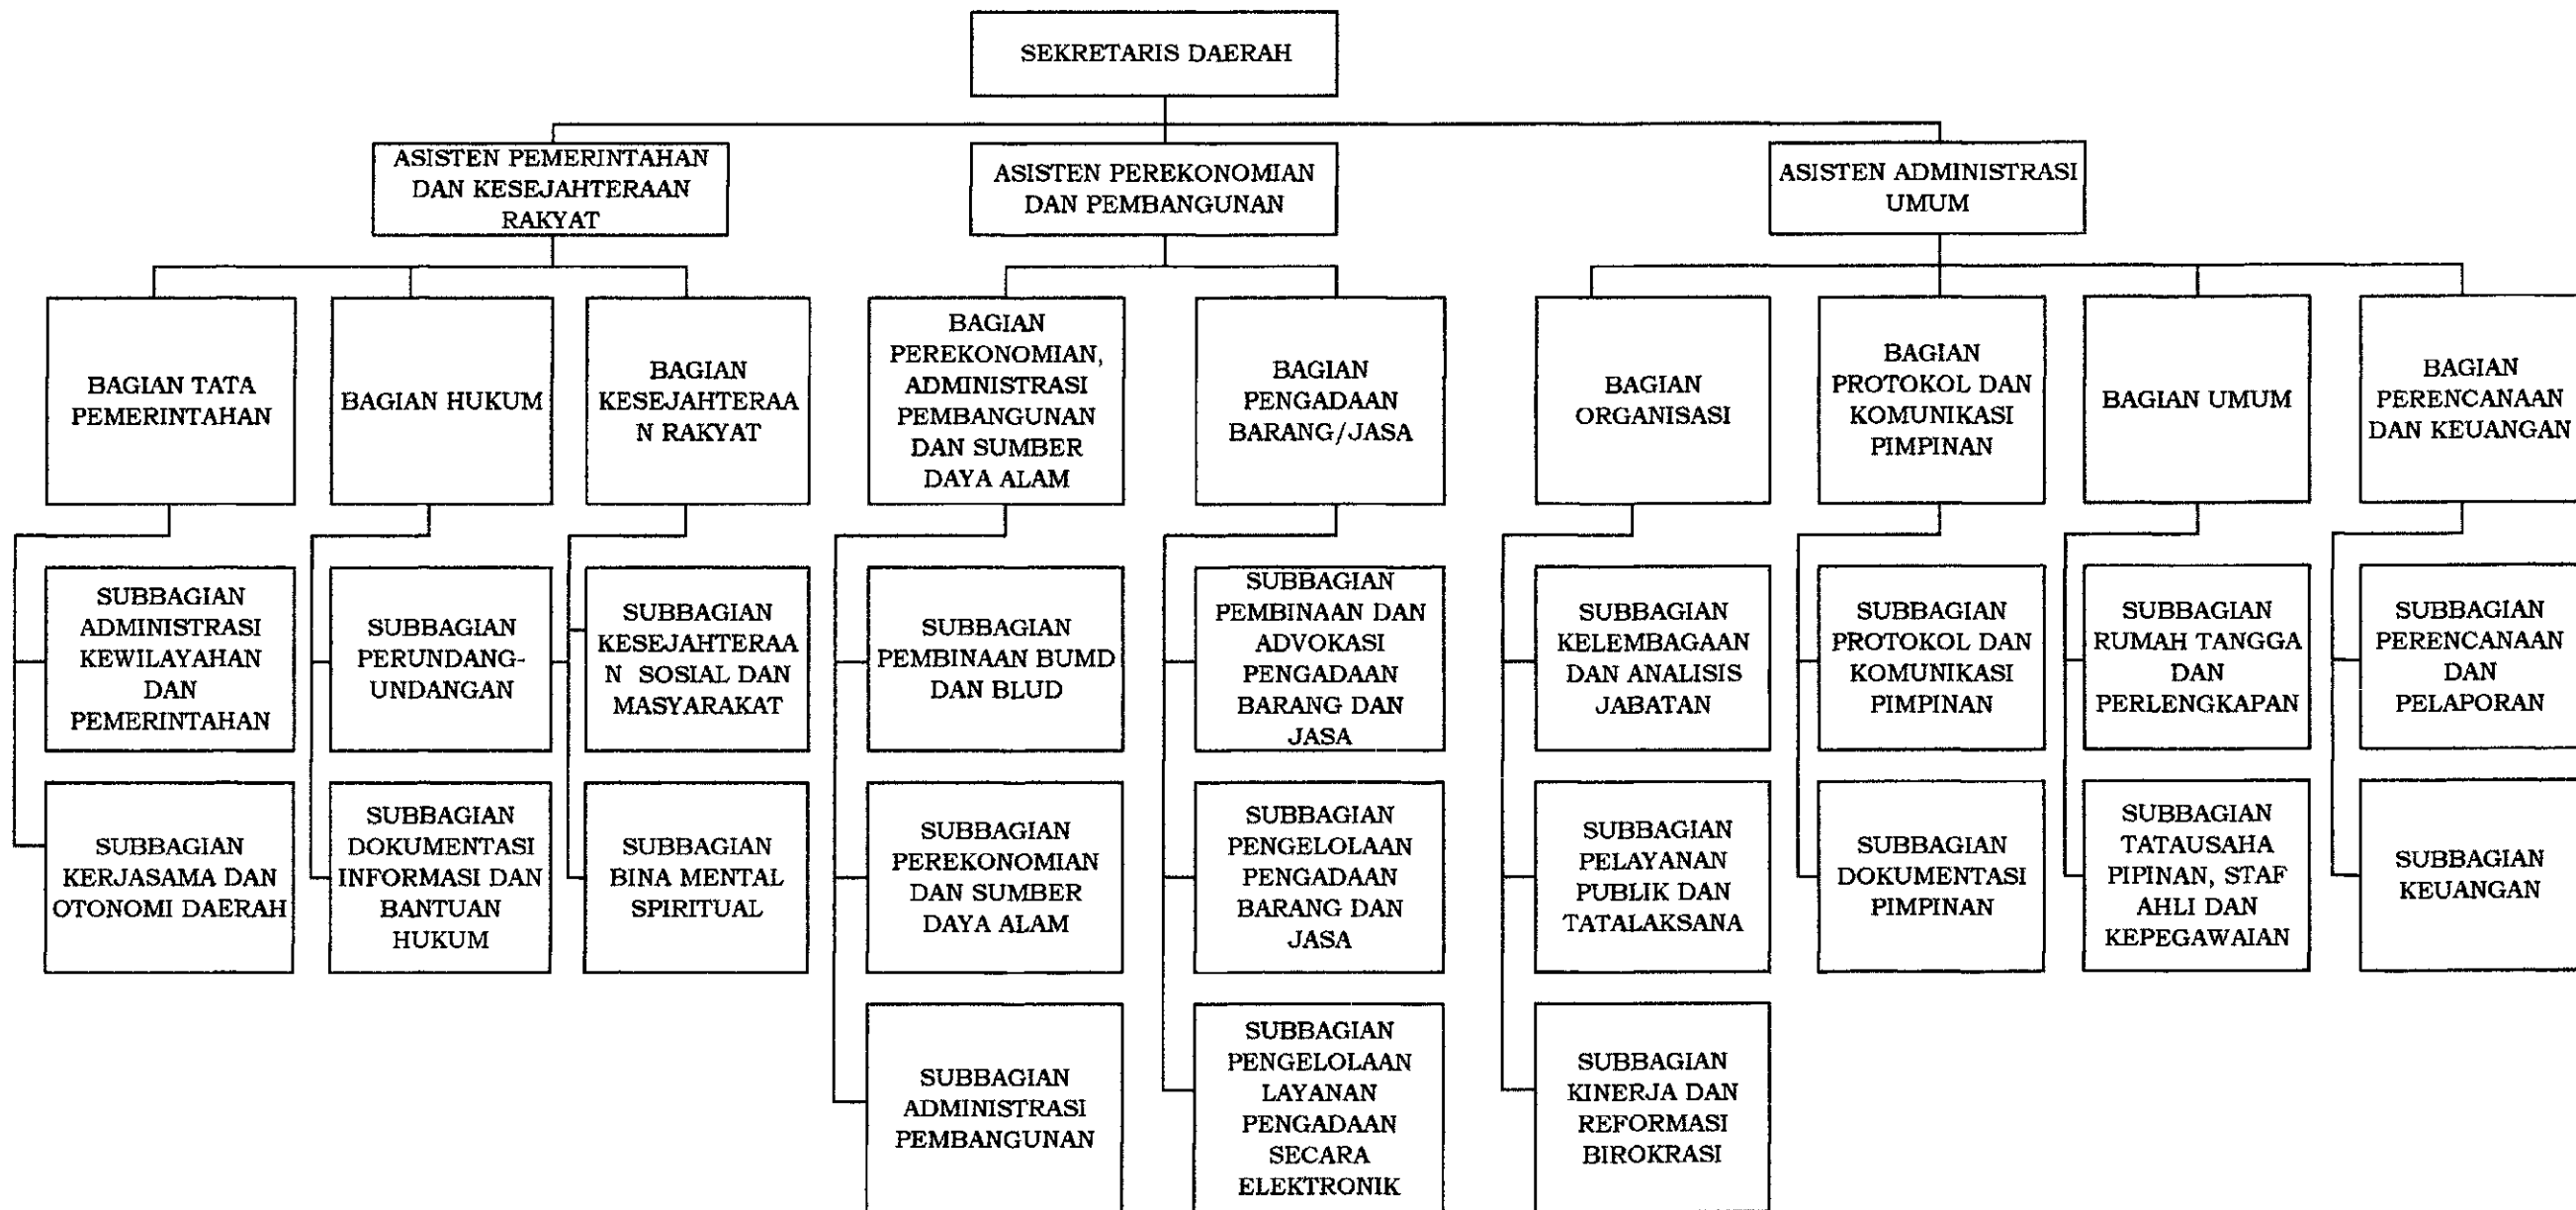 SEKRETARIS DAERAH
ASISTEN PEMERINTAHAN
DAN KESEJAHTERAAN
RAKYAT
ASISTEN PEREKONOMIAN
DAN PEMBANGUNAN
ASISTEN ADMINISTRASI
UMUM
BAGIAN TATA
PEMERINTAHAN
BAGIAN HUKUM
BAGIAN
KESEJAHTERAA
N RAKYAT
BAGIAN
PEREKONOMIAN,
ADMINISTRASI
PEMBANGUNAN
DAN SUMBER
DAYA ALAM
BAGIAN
PENGADAAN
BARANG/JASA
BAGIAN
ORGANISASI
BAGIAN
PROTOKOL DAN
KOMUNIKASI
PIMPINAN
BAGIAN UMUM
BAGIAN
PERENCANAAN
DAN KEUANGAN
SUBBAGIAN
ADMINISTRASI
KEWILAYAHAN
DAN
PEMERINTAHAN
SUBBAGIAN
PERUNDANG-
UNDANGAN
SUBBAGIAN
KESEJAHTERAA
N SOSIAL DAN
MASYARAKAT
SUBBAGIAN
PEMBINAAN BUMD
DAN BLUD
SUBBAGIAN
PEMBINAAN DAN
ADVOKASI
PENGADAAN
BARANG DAN
JASA
SUBBAGIAN
KELEMBAGAAN
DAN ANALISIS
JABATAN
SUBBAGIAN
PROTOKOL DAN
KOMUNIKASI
PIMPINAN
SUBBAGIAN
RUMAH TANGGA
DAN
PERLENGKAPAN
SUBBAGIAN
PERENCANAAN
DAN
PELAPORAN
SUBBAGIAN
KERJASAMA DAN
OTONOMI DAERAH
SUBBAGIAN
DOKUMENTASI
INFORMASI DAN
BANTUAN
HUKUM
SUBBAGIAN
BINA MENTAL
SPIRITUAL
SUBBAGIAN
PEREKONOMIAN
DAN SUMBER
DAYA ALAM
SUBBAGIAN
PENGELOLAAN
PENGADAAN
BARANG DAN
JASA
SUBBAGIAN
PELAYANAN
PUBLIK DAN
TATALAKSANA
SUBBAGIAN
DOKUMENTASI
PIMPINAN
SUBBAGIAN
TATAUSAHA
PIPINAN, STAF
AHLI DAN
KEPEGAWAIAN
SUBBAGIAN
KEUANGAN
SUBBAGIAN
ADMINISTRASI
PEMBANGUNAN
SUBBAGIAN
PENGELOLAAN
LAYANAN
PENGADAAN
SECARA
ELEKTRONIK
SUBBAGIAN
KINERJA DAN
REFORMASI
BIROKRASI